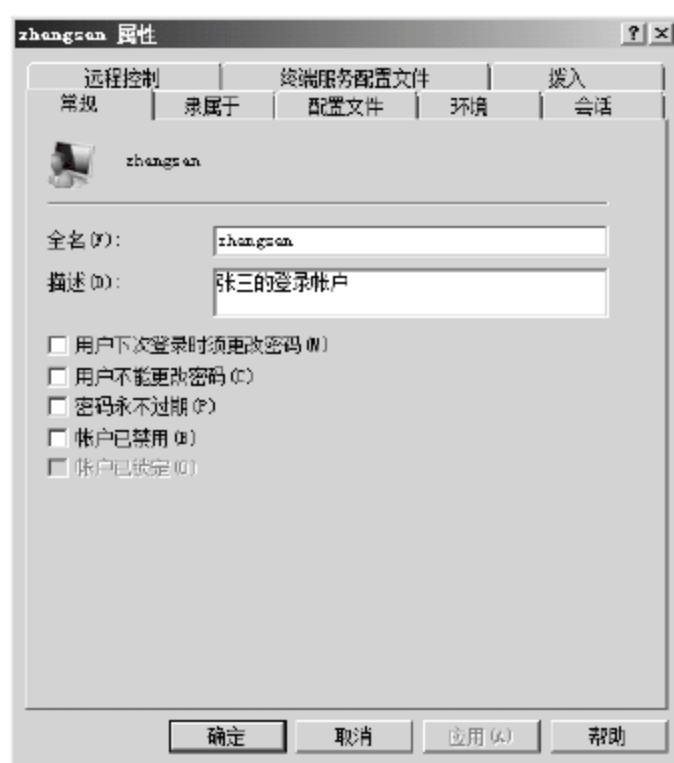 zhangsan 属性
远程控制 终端服务配置文件 拨入
常规 隶属于 配置文件 环境 会话
zhangsan
全名(F): zhangsan
描述(D): 张三的登录帐户
用户下次登录时须更改密码(M)
用户不能更改密码(C)
密码永不过期(P)
帐户已禁用(B)
帐户已锁定(O)
确定 取消 应用(A) 帮助